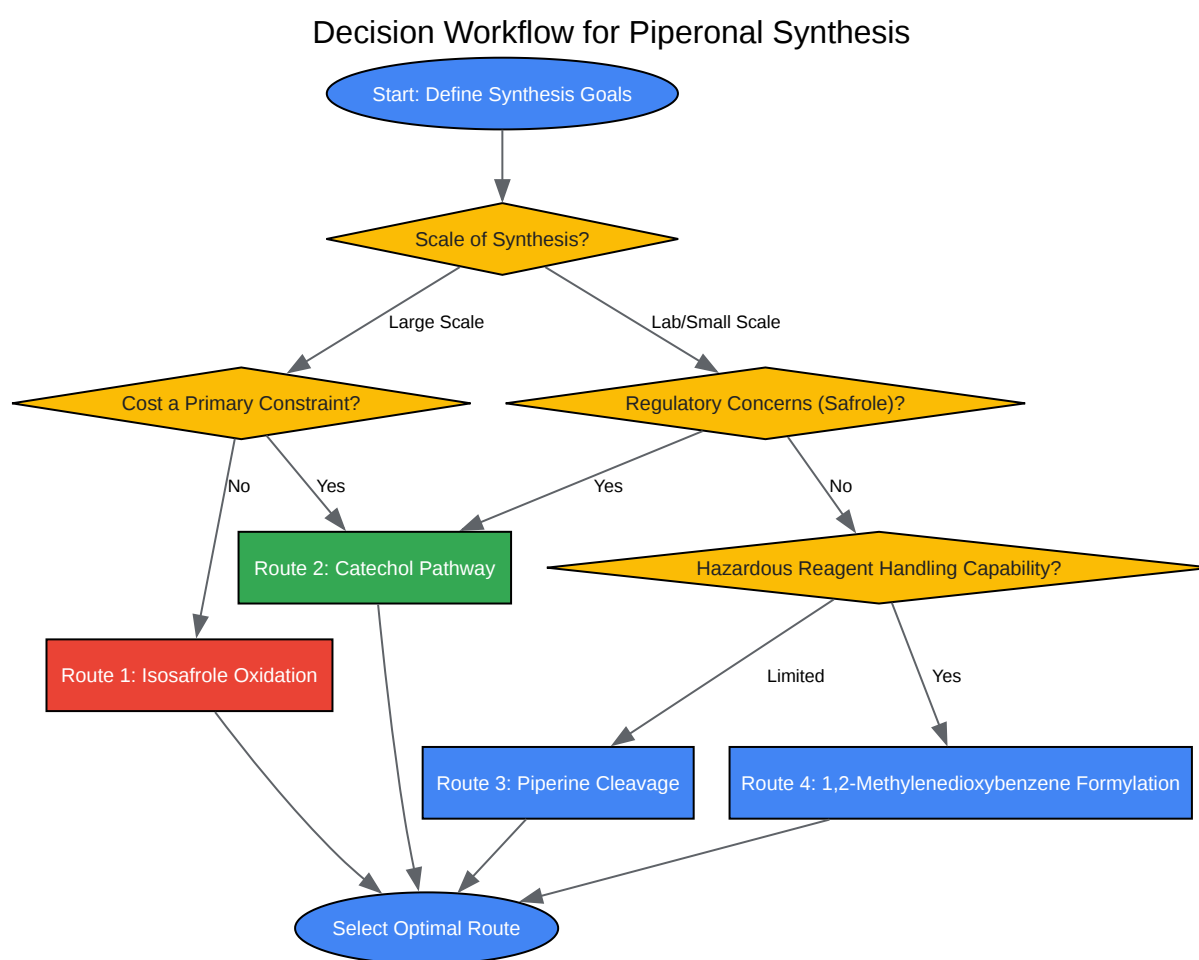 Decision Workflow for Piperonal Synthesis
Start: Define Synthesis Goals
Scale of Synthesis?
Large Scale
Lab/Small Scale
Cost a Primary Constraint?
Regulatory Concerns (Safrole)?
No
Yes
Yes
No
Route 2: Catechol Pathway
Hazardous Reagent Handling Capability?
Route 1: Isosafrole Oxidation
Limited
Yes
Route 3: Piperine Cleavage
Route 4: 1,2-Methylenedioxybenzene Formylation
Select Optimal Route